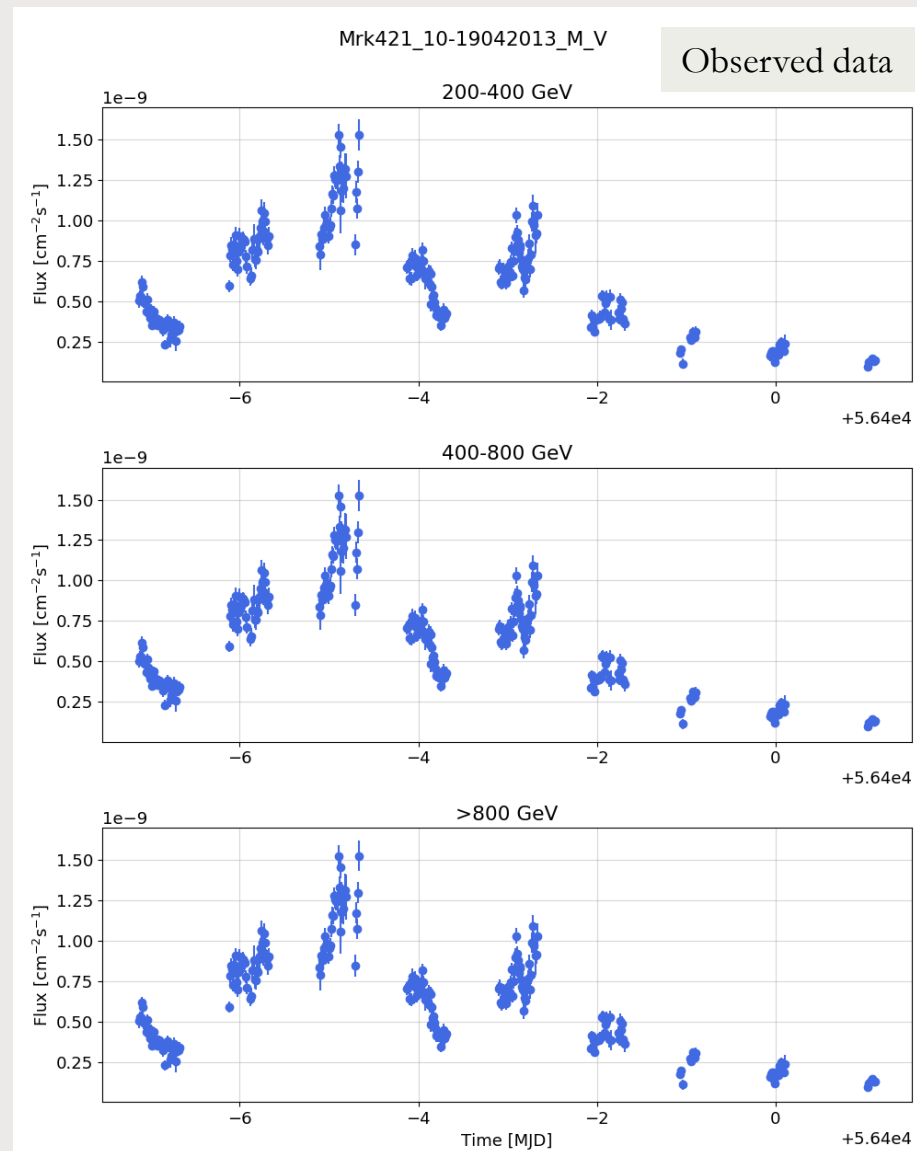 Mrk421_10-19042013_M_V
Observed data
200-400 GeV
1e−9
Flux [cm⁻²s⁻¹]
1.50
1.25
1.00
0.75
0.50
0.25
−6 −4 −2 0
+5.64e4
400-800 GeV
1e−9
Flux [cm⁻²s⁻¹]
1.50
1.25
1.00
0.75
0.50
0.25
−6 −4 −2 0
+5.64e4
>800 GeV
1e−9
Flux [cm⁻²s⁻¹]
1.50
1.25
1.00
0.75
0.50
0.25
−6 −4 −2 0
Time [MJD]
+5.64e4